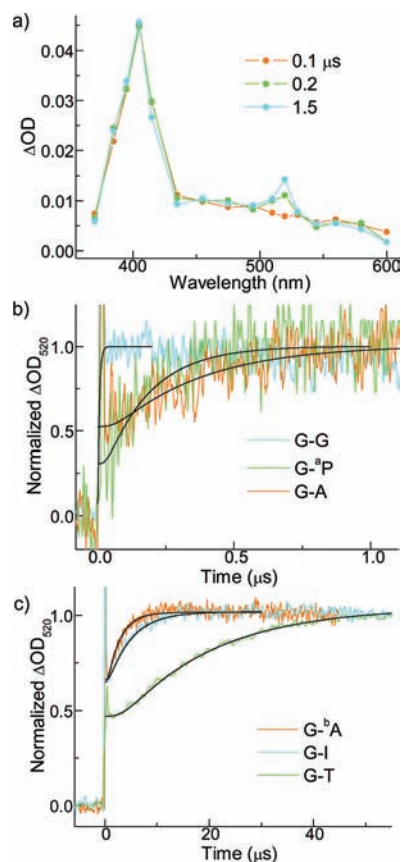 a)
0.04
0.03
0.02
0.01
0.00
ΔOD
0.1 μs
0.2
1.5
400
500
600
Wavelength (nm)
b)
1.0
0.5
0.0
Normalized ΔOD520
G-G
G-aP
G-A
0.0
0.5
1.0
Time (μs)
c)
1.0
0.5
0.0
Normalized ΔOD520
G-bA
G-I
G-T
0
20
40
Time (μs)